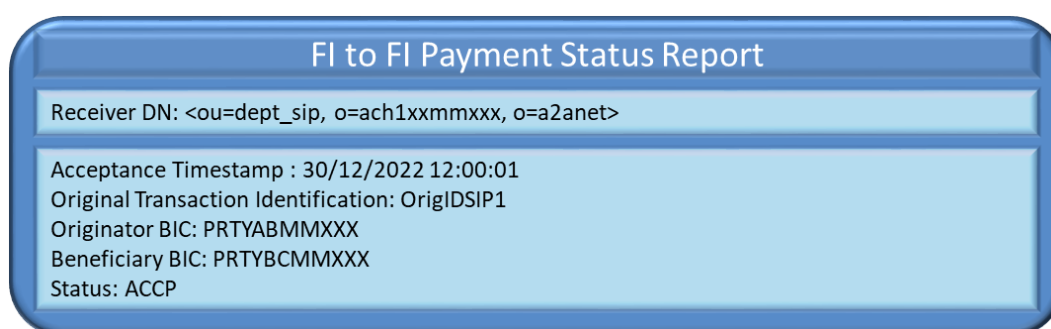 FI to FI Payment Status Report
Receiver DN: <ou=dept_sip, o=ach1xxmmxxx, o=a2anet>
Acceptance Timestamp : 30/12/2022 12:00:01
Original Transaction Identification: OrigIDSIP1
Originator BIC: PRTYABMMXXX
Beneficiary BIC: PRTYBCMMXXX
Status: ACCP